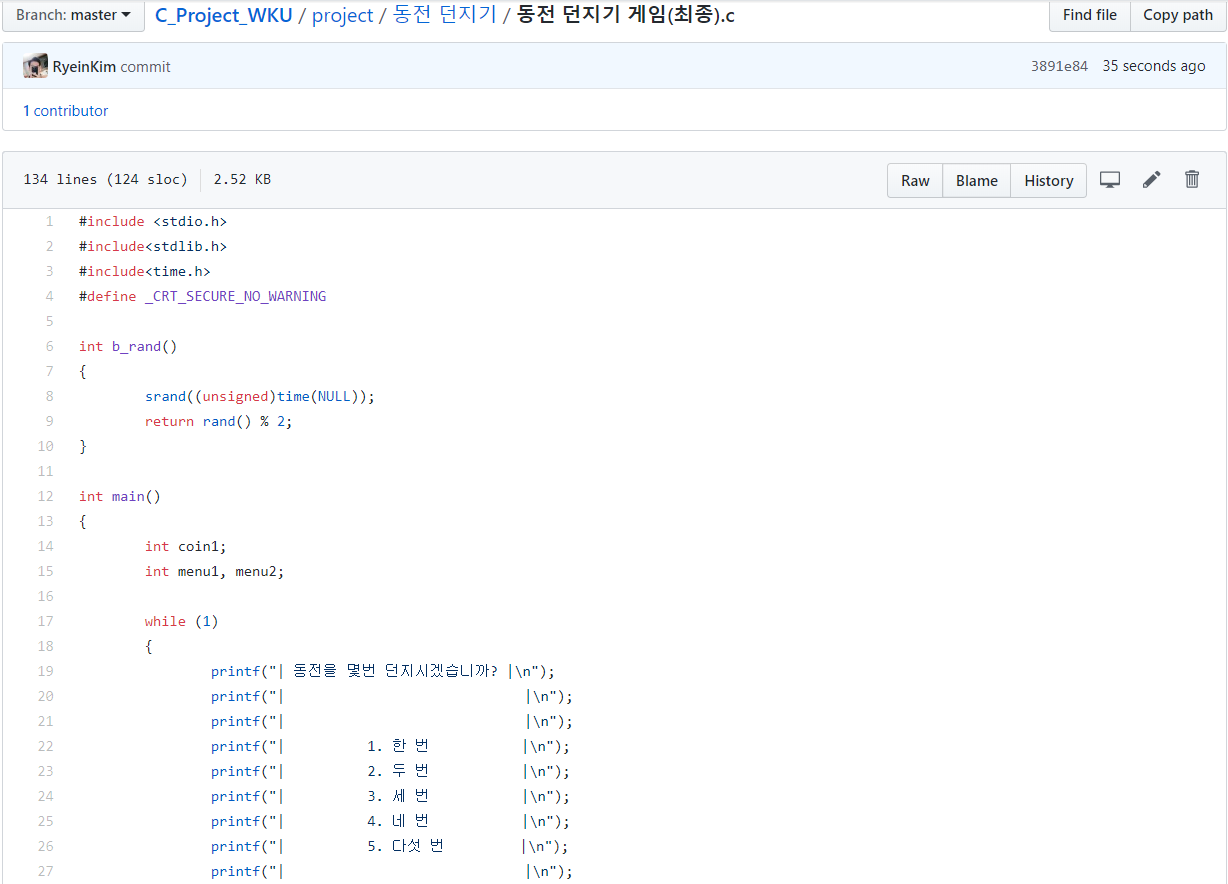 Branch: master C_Project_WKU / project / 동전 던지기 / 동전 던지기 게임(최종).c Find file Copy path
RyeinKim commit 3891e84 35 seconds ago
1 contributor
134 lines (124 sloc) 2.52 KB Raw Blame History
1 #include <stdio.h>
2 #include<stdlib.h>
3 #include<time.h>
4 #define _CRT_SECURE_NO_WARNING
5
6 int b_rand()
7 {
8 srand((unsigned)time(NULL));
9 return rand() % 2;
10 }
11
12 int main()
13 {
14 int coin1;
15 int menu1, menu2;
16
17 while (1)
18 {
19 printf("| 동전을 몇번 던지시겠습니까? |\n");
20 printf("| |\n");
21 printf("| |\n");
22 printf("| 1. 한 번 |\n");
23 printf("| 2. 두 번 |\n");
24 printf("| 3. 세 번 |\n");
25 printf("| 4. 네 번 |\n");
26 printf("| 5. 다섯 번 |\n");
27 printf("| |\n");